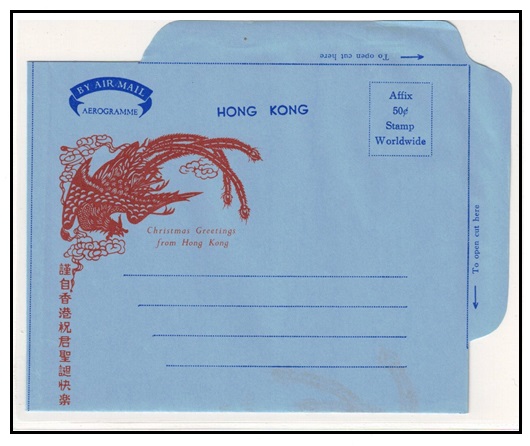 To open cut here
BY AIR MAIL
AEROGRAMME
HONG KONG
Affix
50¢
Stamp
Worldwide
Christmas Greetings
from Hong Kong
謹自香港祝君聖誕快樂
To open cut here